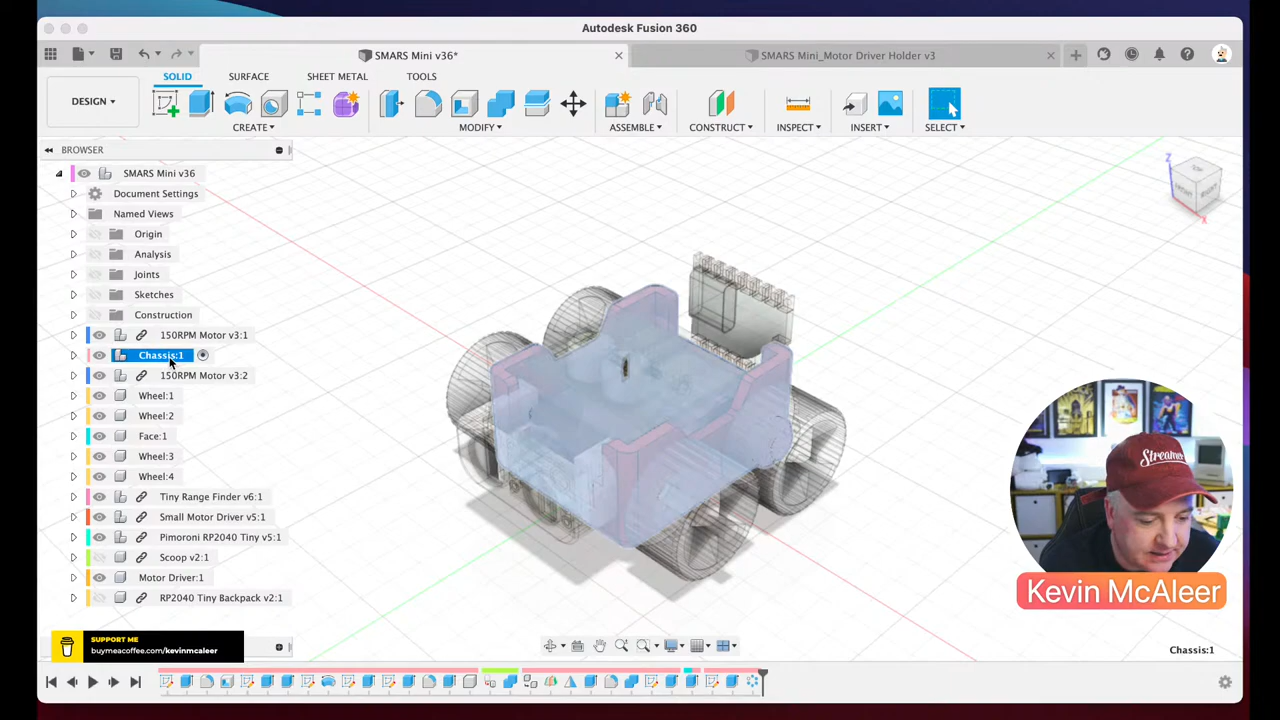 Autodesk Fusion 360
SMARS Mini v36*
SMARS Mini_Motor Driver Holder v3
DESIGN
SOLID
SURFACE
SHEET METAL
TOOLS
CREATE
MODIFY
ASSEMBLE
CONSTRUCT
INSPECT
INSERT
SELECT
BROWSER
SMARS Mini v36
Document Settings
Named Views
Origin
Analysis
Joints
Sketches
Construction
150RPM Motor v3:1
Chassis:1
150RPM Motor v3:2
Wheel:1
Wheel:2
Face:1
Wheel:3
Wheel:4
Tiny Range Finder v6:1
Small Motor Driver v5:1
Pimoroni RP2040 Tiny v5:1
Scoop v2:1
Motor Driver:1
RP2040 Tiny Backpack v2:1
Z
X
TOP
RIGHT
Kevin McAleer
SUPPORT ME
buymeacoffee.com/kevinmcaleer
Chassis:1